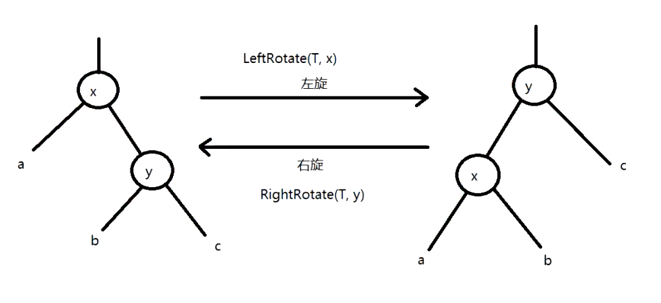 LeftRotate(T, x)
左旋
x
y
a
y
b
c
右旋
RightRotate(T, y)
x
c
a
b